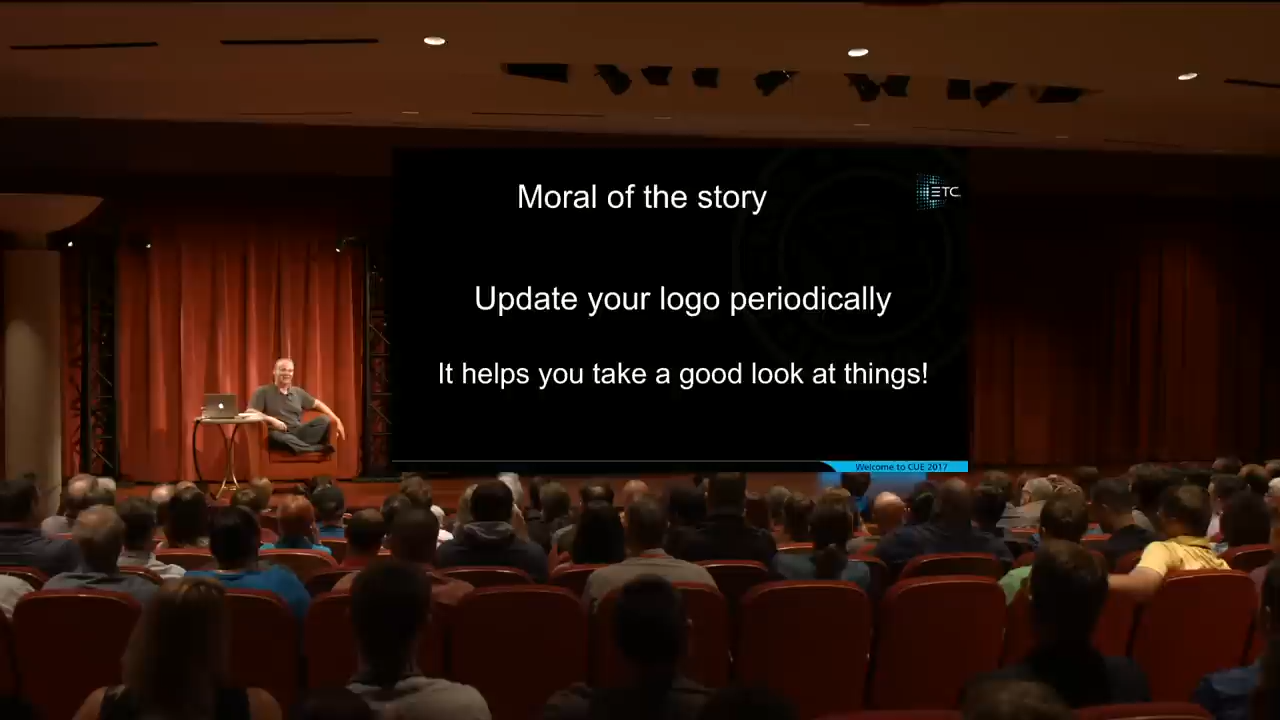 Moral of the story
ETC
Update your logo periodically
It helps you take a good look at things!
Welcome to CUE 2017